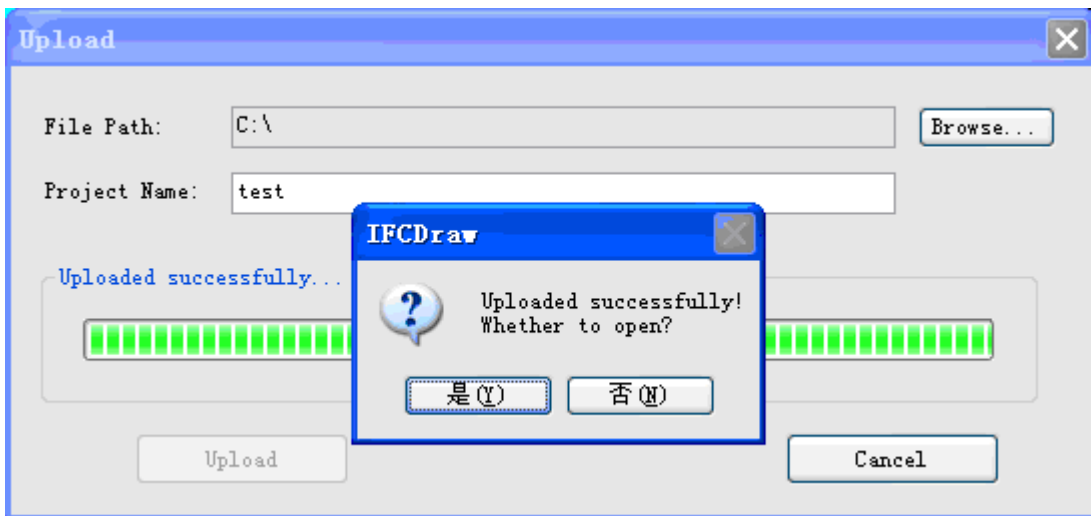 Upload
File Path:
C:\
Browse...
Project Name:
test
IFCDraw
Uploaded successfully...
Uploaded successfully!
Whether to open?
是(Y)
否(N)
Upload
Cancel